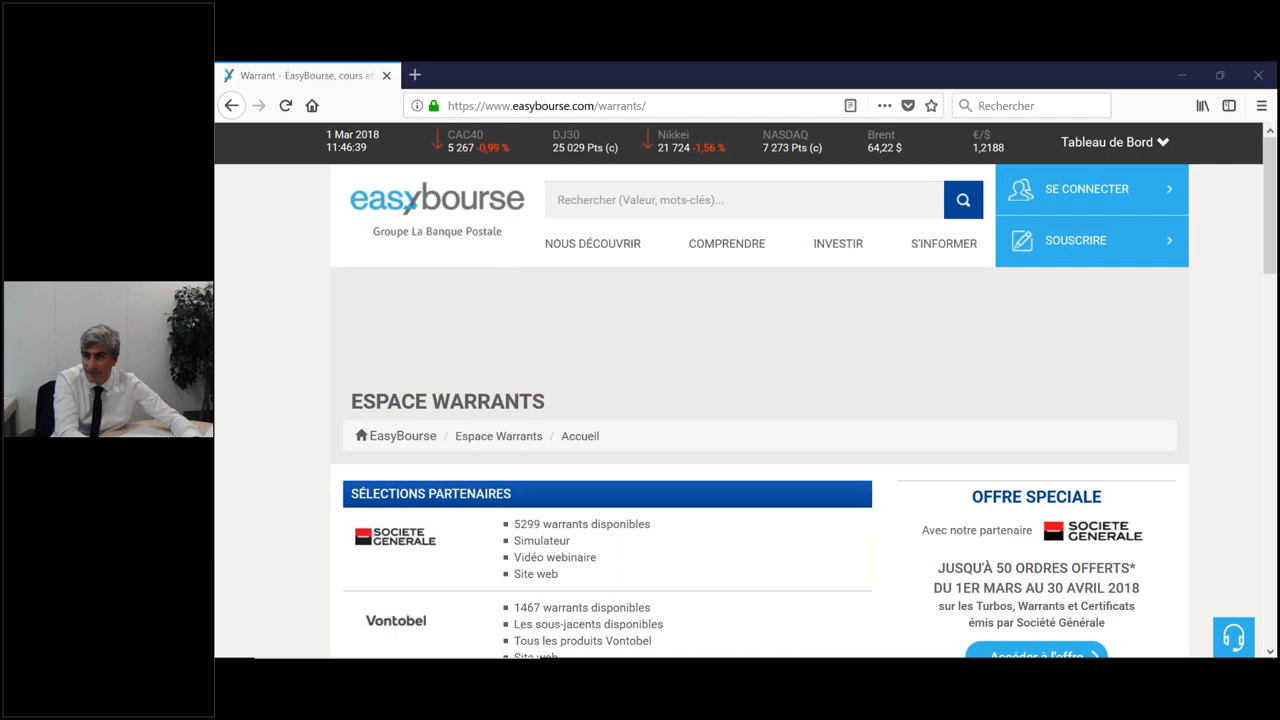 Warrant - EasyBourse, cours et
https://www.easybourse.com/warrants/
Rechercher
1 Mar 2018
11:46:39
CAC40
5 267 -0,99 %
DJ30
25 029 Pts (c)
Nikkei
21 724 -1,56 %
NASDAQ
7 273 Pts (c)
Brent
64,22 $
€/$
1,2188
Tableau de Bord
easybourse
Groupe La Banque Postale
Rechercher (Valeur, mots-clés)...
SE CONNECTER
SOUSCRIRE
NOUS DÉCOUVRIR
COMPRENDRE
INVESTIR
S'INFORMER
ESPACE WARRANTS
EasyBourse / Espace Warrants / Accueil
SÉLECTIONS PARTENAIRES
SOCIETE GENERALE
5299 warrants disponibles
Simulateur
Vidéo webinaire
Site web
Vontobel
1467 warrants disponibles
Les sous-jacents disponibles
Tous les produits Vontobel
Site web
OFFRE SPECIALE
Avec notre partenaire
SOCIETE GENERALE
JUSQU'À 50 ORDRES OFFERTS*
DU 1ER MARS AU 30 AVRIL 2018
sur les Turbos, Warrants et Certificats
émis par Société Générale
Accéder à l'offre